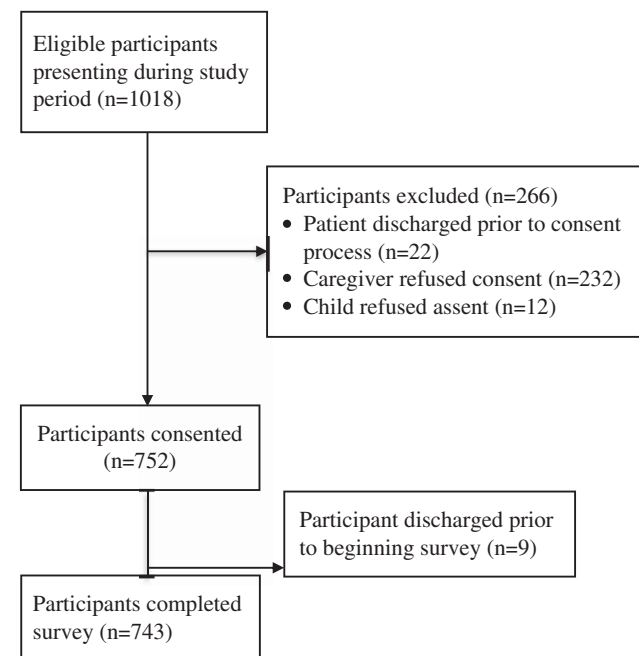 Eligible participants
presenting during study
period (n=1018)
Participants excluded (n=266)
• Patient discharged prior to consent
process (n=22)
• Caregiver refused consent (n=232)
• Child refused assent (n=12)
Participants consented
(n=752)
Participant discharged prior
to beginning survey (n=9)
Participants completed
survey (n=743)